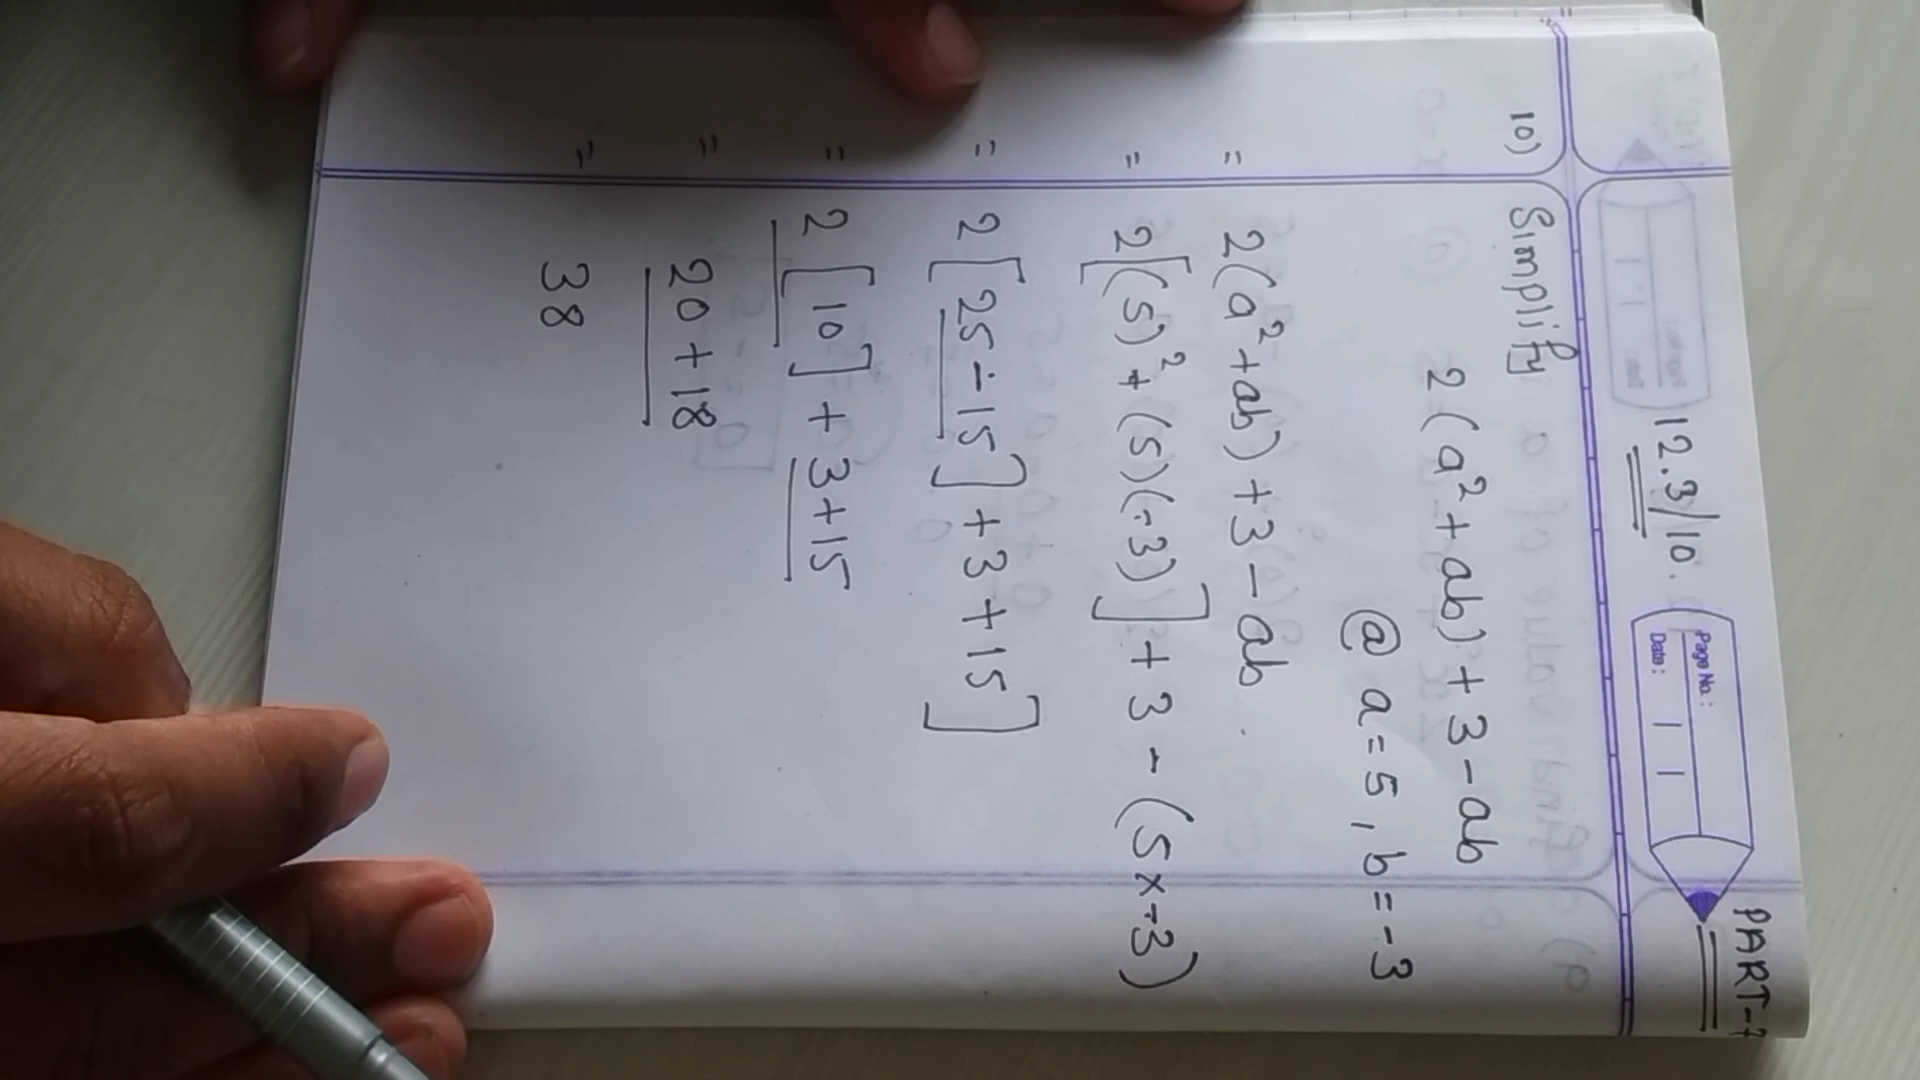 PART-
12.3/10.
Page No.:
Date:
10) Simplify
2(a²+ab)+3-ab
@ a=5, b=-3
= 2(a²+ab)+3-ab.
= 2[(5)²+(5)(-3)]+3-(5x-3)
= 2[25-15]+3+15]
= 2[10]+3+15
= 20+18
= 38